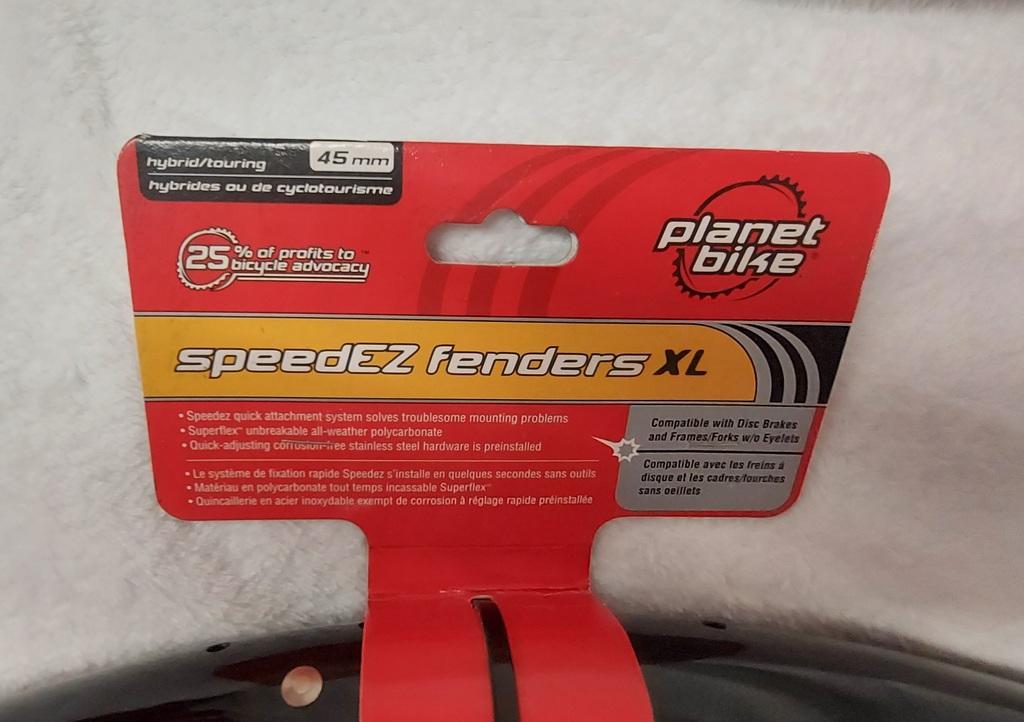 hybrid/touring 45 mm
hybrides ou de cyclotourisme
25% of profits to™
bicycle advocacy
planet
bike®
speedEZ fenders XL
• Speedez quick attachment system solves troublesome mounting problems
• Superflex™ unbreakable all-weather polycarbonate
• Quick-adjusting corrosion-free stainless steel hardware is preinstalled
• Le système de fixation rapide Speedez s'installe en quelques secondes sans outils
• Matériau en polycarbonate tout temps incassable Superflex™
• Quincaillerie en acier inoxydable exempt de corrosion à réglage rapide préinstallée
Compatible with Disc Brakes
and Frames/Forks w/o Eyelets
Compatible avec les freins à
disque et les cadres/fourches
sans oeillets